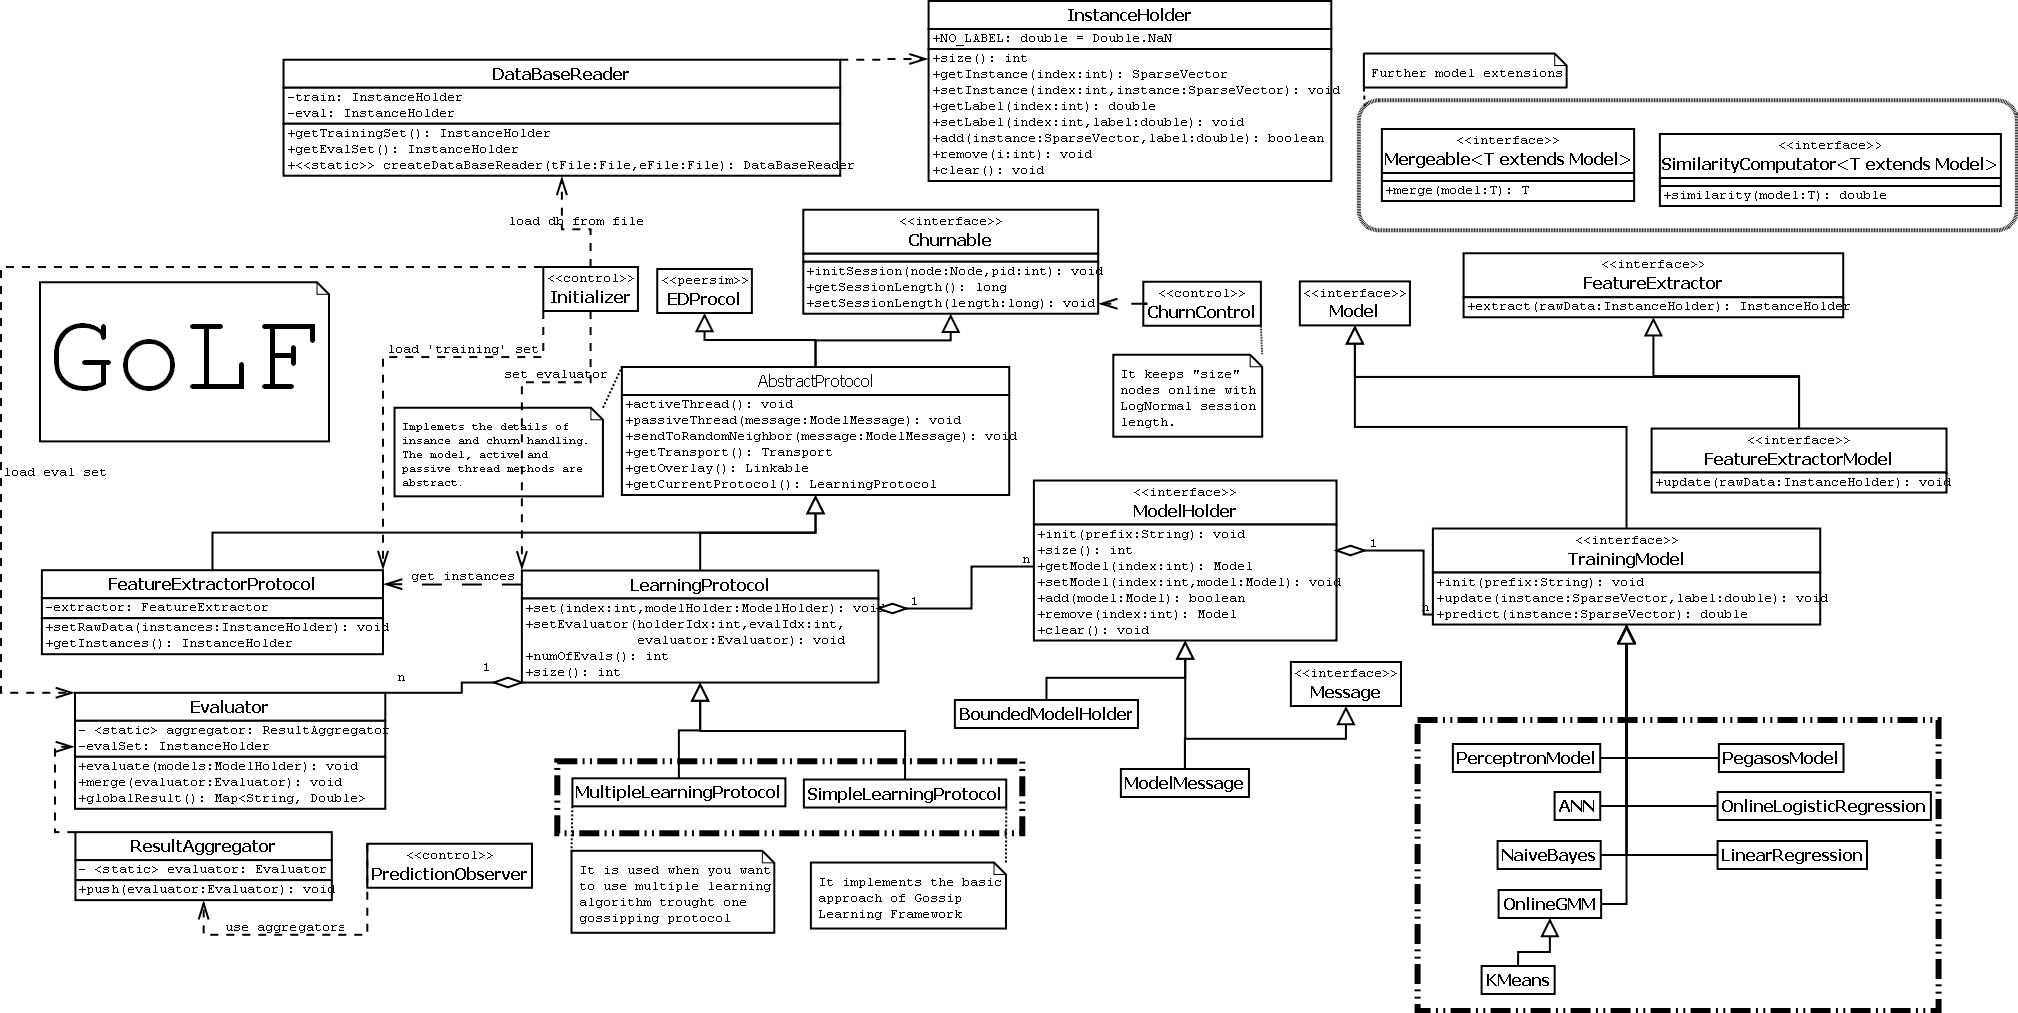 InstanceHolder
+NO_LABEL: double = Double.NaN
+size(): int
+getInstance(index:int): SparseVector
+setInstance(index:int,instance:SparseVector): void
+getLabel(index:int): double
+setLabel(index:int,label:double): void
+add(instance:SparseVector,label:double): boolean
+remove(i:int): void
+clear(): void
DataBaseReader
-train: InstanceHolder
-eval: InstanceHolder
+getTrainingSet(): InstanceHolder
+getEvalSet(): InstanceHolder
+<<static>> createDataBaseReader(tFile:File,eFile:File): DataBaseReader
Further model extensions
<<interface>>
Mergeable<T extends Model>
+merge(model:T): T
<<interface>>
SimilarityComputator<T extends Model>
+similarity(model:T): double
load db from file
<<interface>>
Churnable
+initSession(node:Node,pid:int): void
+getSessionLength(): long
+setSessionLength(length:long): void
<<control>>
Initializer
<<peersim>>
EDProcol
<<control>>
ChurnControl
<<interface>>
Model
<<interface>>
FeatureExtractor
+extract(rawData:InstanceHolder): InstanceHolder
GoLF
load 'training' set
set evaluator
It keeps "size"
nodes online with
LogNormal session
length.
AbstractProtocol
+activeThread(): void
+passiveThread(message:ModelMessage): void
+sendToRandomNeighbor(message:ModelMessage): void
+getTransport(): Transport
+getOverlay(): Linkable
+getCurrentProtocol(): LearningProtocol
Implemets the details of
insance and churn handling.
The model, active and
passive thread methods are
abstract.
<<interface>>
FeatureExtractorModel
+update(rawData:InstanceHolder): void
load eval set
<<interface>>
ModelHolder
+init(prefix:String): void
+size(): int
+getModel(index:int): Model
+setModel(index:int,model:Model): void
+add(model:Model): boolean
+remove(index:int): Model
+clear(): void
1
n
<<interface>>
TrainingModel
+init(prefix:String): void
+update(instance:SparseVector,label:double): void
+predict(instance:SparseVector): double
FeatureExtractorProtocol
-extractor: FeatureExtractor
+setRawData(instances:InstanceHolder): void
+getInstances(): InstanceHolder
get instances
LearningProtocol
+set(index:int,modelHolder:ModelHolder): void
+setEvaluator(holderIdx:int,evalIdx:int,
evaluator:Evaluator): void
+numOfEvals(): int
+size(): int
1
n
1
n
Evaluator
- <static> aggregator: ResultAggregator
-evalSet: InstanceHolder
+evaluate(models:ModelHolder): void
+merge(evaluator:Evaluator): void
+globalResult(): Map<String, Double>
BoundedModelHolder
<<interface>>
Message
ModelMessage
MultipleLearningProtocol
SimpleLearningProtocol
PerceptronModel
PegasosModel
ANN
OnlineLogisticRegression
NaiveBayes
LinearRegression
OnlineGMM
KMeans
ResultAggregator
- <static> evaluator: Evaluator
+push(evaluator:Evaluator): void
<<control>>
PredictionObserver
use aggregators
It is used when you want
to use multiple learning
algorithm trought one
gossipping protocol
It implements the basic
approach of Gossip
Learning Framework